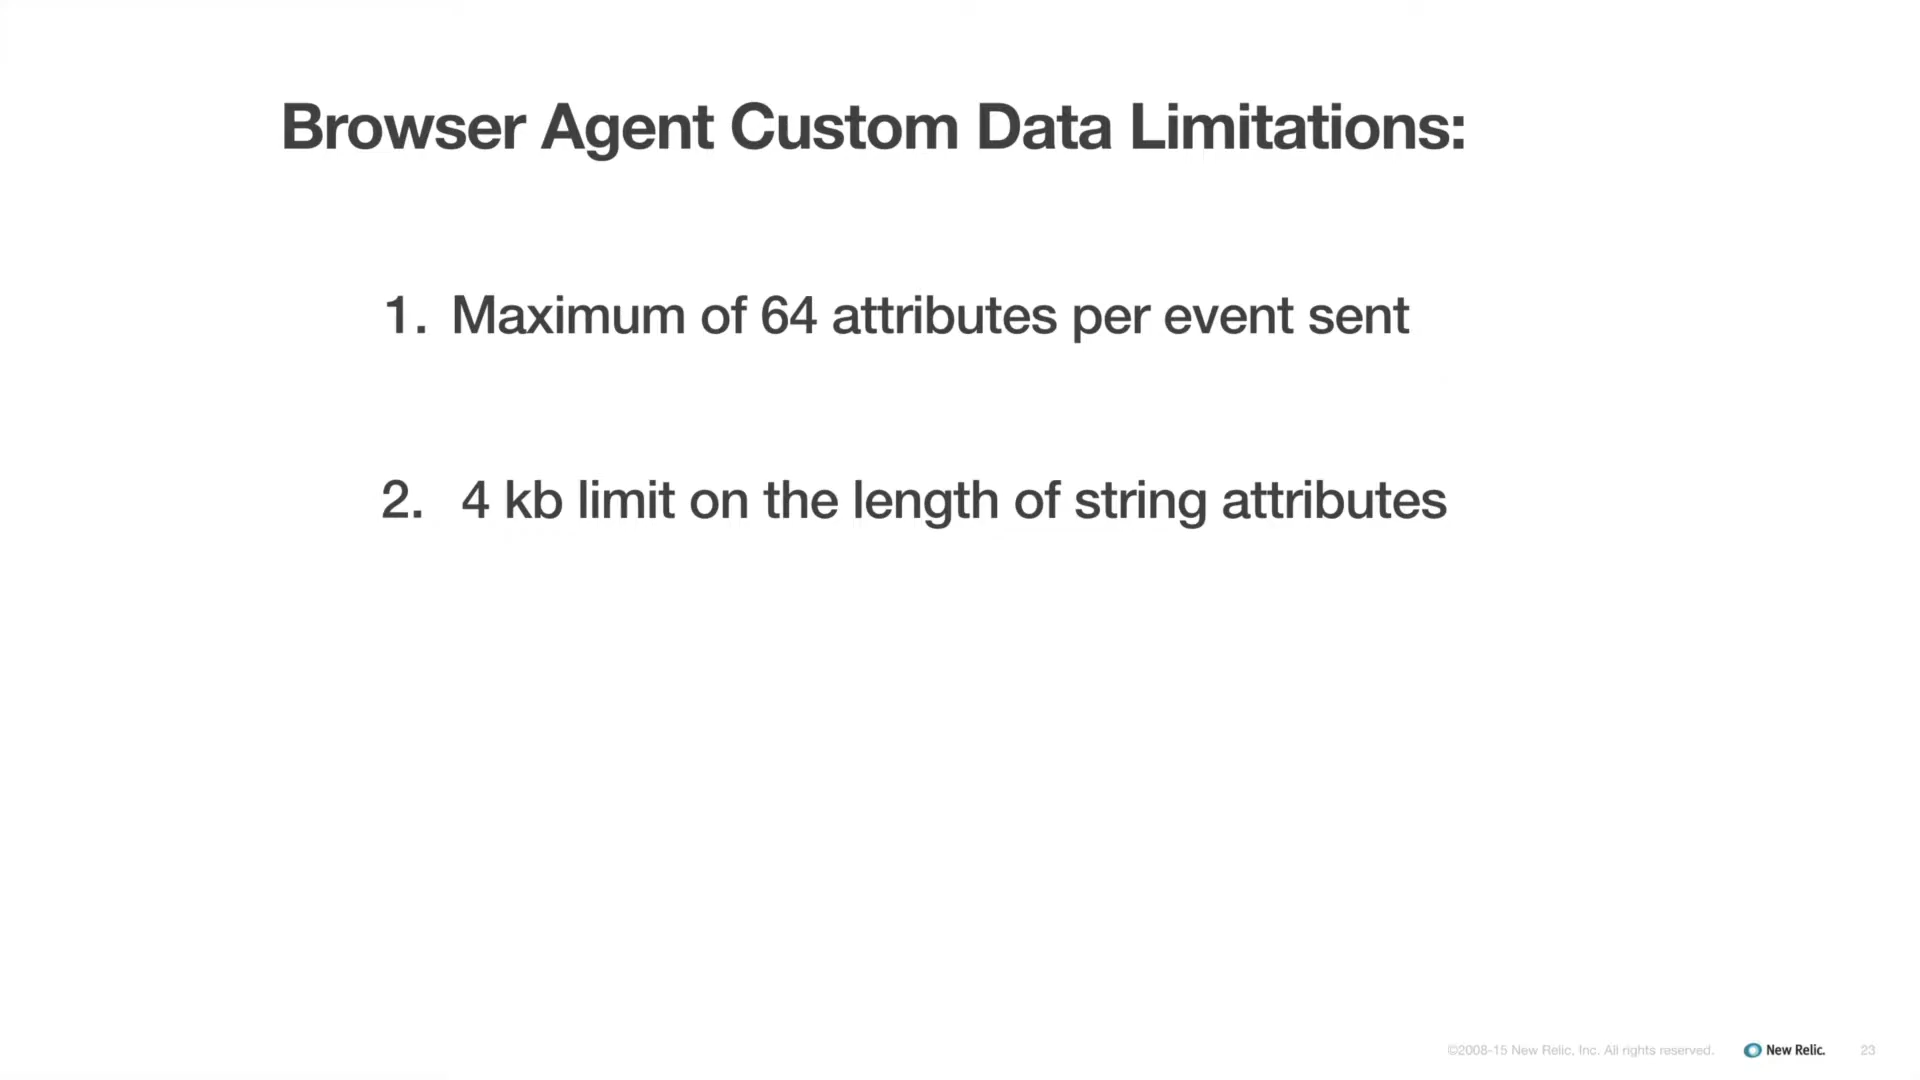 Browser Agent Custom Data Limitations:
1. Maximum of 64 attributes per event sent
2. 4 kb limit on the length of string attributes
©2008-15 New Relic, Inc. All rights reserved. New Relic. 23